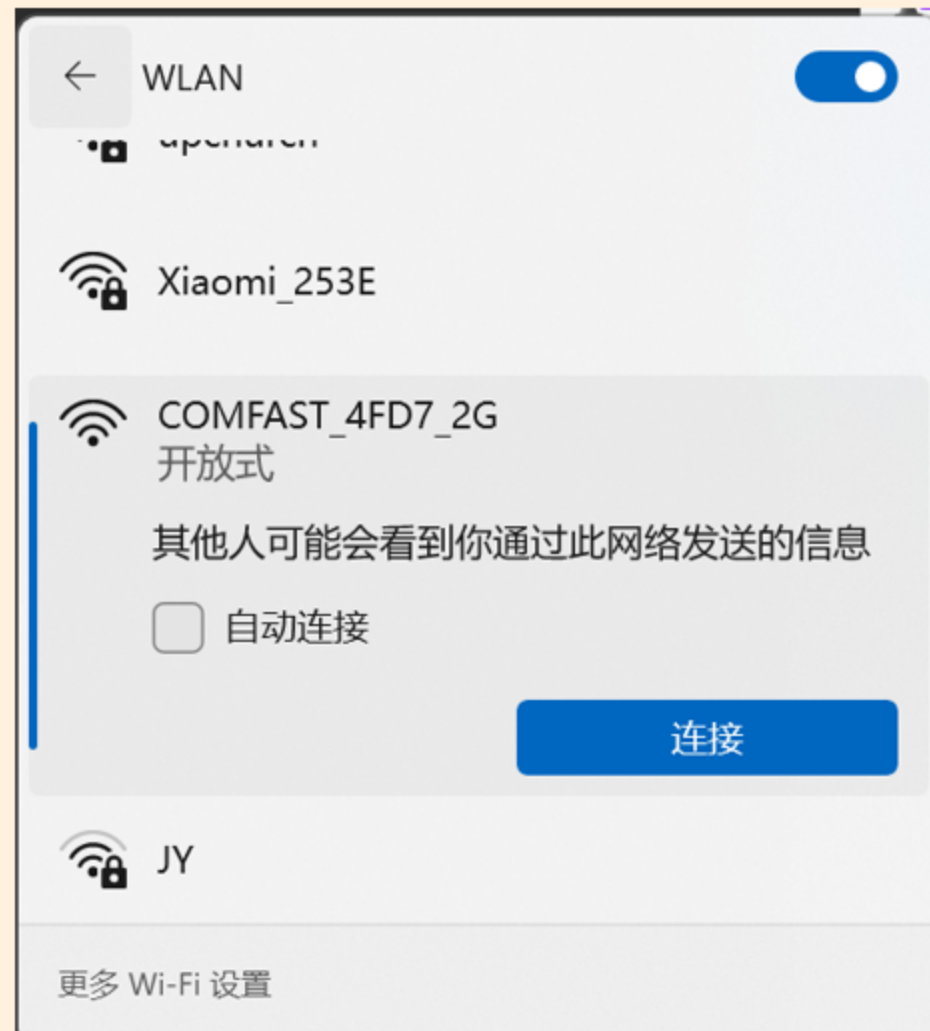 WLAN
Xiaomi_253E
COMFAST_4FD7_2G
开放式
其他人可能会看到你通过此网络发送的信息
自动连接
连接
JY
更多 Wi-Fi 设置